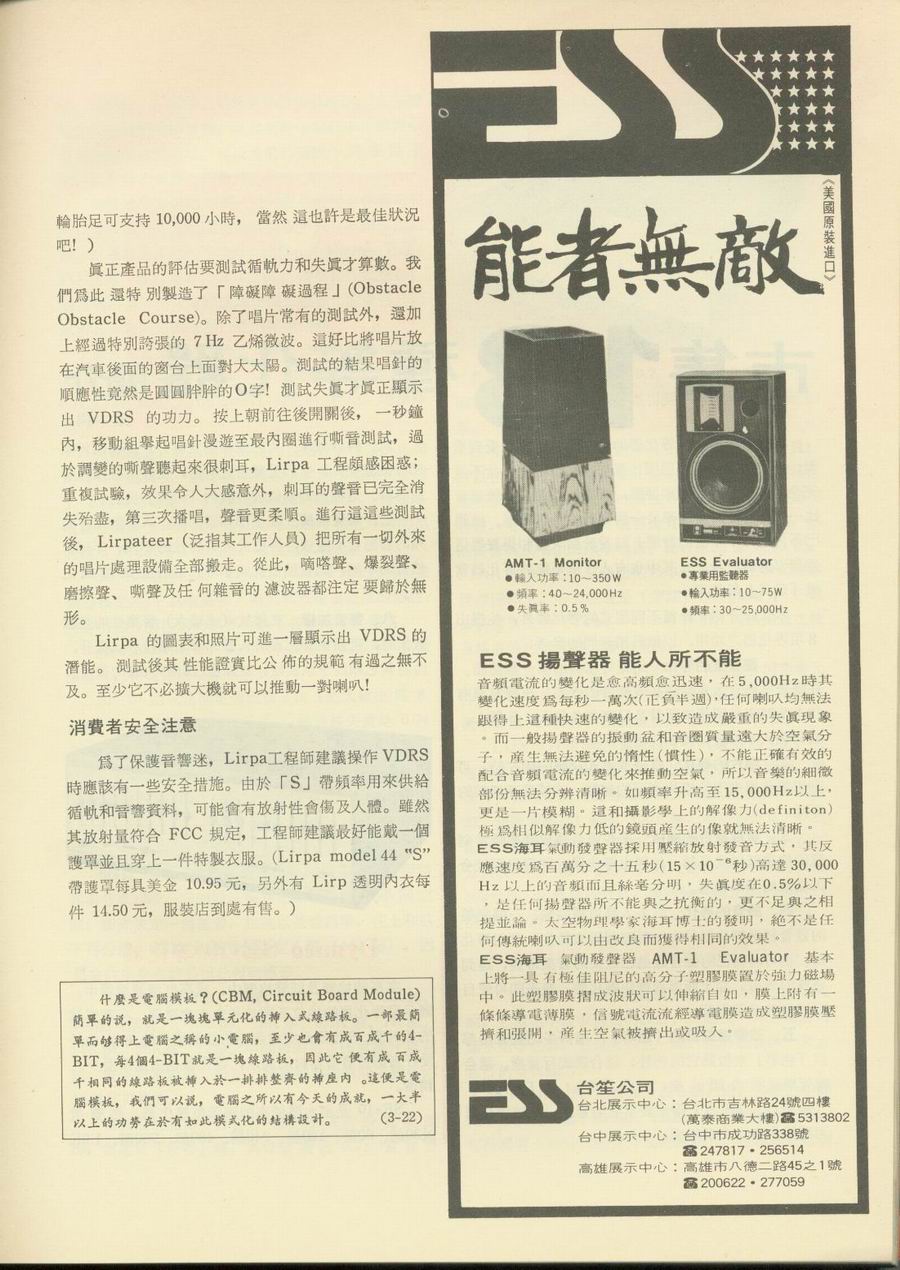 輪胎足可支持 10,000 小時， 當然 這也許是最佳狀況
吧！）
眞正產品的評估要測試循軌力和失眞才算數。我
們爲此 還特 別製造了「障礙障 礙過程」(Obstacle
Obstacle Course)。除了唱片常有的測試外，還加
上經過特別誇張的 7Hz 乙烯微波。這好比將唱片放
在汽車後面的窗台上面對大太陽。測試的結果唱針的
順應性竟然是圓圓胖胖的O字！測試失眞才眞正顯示
出 VDRS 的功力。按上朝前往後開關後， 一秒鐘
內，移動組舉起唱針漫遊至最內圈進行嘶音測試，過
於調變的嘶聲聽起來很刺耳，Lirpa 工程頗感困惑；
重複試驗，效果令人大感意外，刺耳的聲音已完全消
失殆盡，第三次播唱，聲音更柔順。進行這這些測試
後， Lirpateer（泛指其工作人員）把所有一切外來
的唱片處理設備全部搬走。從此，嘀嗒聲、爆裂聲、
磨擦聲、 嘶聲及任 何雜音的 濾波器都注定 要歸於無
形。
Lirpa 的圖表和照片可進一層顯示出 VDRS 的
潛能。 測試後其 性能證實比公 佈的規範 有過之無不
及。至少它不必擴大機就可以推動一對喇叭！
消費者安全注意
爲了保護音響迷，Lirpa工程師建議操作 VDRS
時應該有一些安全措施。由於「S」帶頻率用來供給
循軌和音響資料，可能會有放射性會傷及人體。雖然
其放射量符合 FCC 規定，工程師建議最好能戴一個
護罩並且穿上一件特製衣服。(Lirpa model 44 “S”
帶護罩每具美金 10.95 元，另外有 Lirp 透明內衣每
件 14.50 元，服裝店到處有售。)
什麼是電腦模板？(CBM, Circuit Board Module)
簡單的説，就是一塊塊單元化的揷入式線路板。一部最簡
單而够得上電腦之稱的小電腦，至少也會有成百成千的4-
BIT，每4個4-BIT就是一塊線路板，因此它 便有成 百成
千相同的線路板被揷入於一排排整齊的揷座內 。這便是電
腦模板，我們可以説，電腦之所以有今天的成就，一大半
以上的功勞在於有如此模式化的結構設計。 (3-22)
ESS
《美國原裝進口》
能者無敵
AMT-1 Monitor
●輸入功率：10～350W
●頻率：40～24,000Hz
●失眞率：0.5%
ESS Evaluator
●專業用監聽器
●輸入功率：10～75W
●頻率：30～25,000Hz
ESS 揚聲器 能人所不能
音頻電流的變化是愈高頻愈迅速，在5,000Hz時其
變化速度爲每秒一萬次(正負半週)，任何喇叭均無法
跟得上這種快速的變化，以致造成嚴重的失眞現象
。而一般揚聲器的振動盆和音圈質量遠大於空氣分
子，産生無法避免的惰性(慣性)，不能正確有效的
配合音頻電流的變化來推動空氣，所以音樂的細微
部份無法分辨清晰。如頻率升高至15,000Hz以上，
更是一片模糊。這和攝影學上的解像力(definiton)
極爲相似解像力低的鏡頭産生的像就無法清晰。
ESS海耳氣動發聲器採用壓縮放射發音方式，其反
應速度爲百萬分之十五秒(15×10⁻⁶秒)高達 30,000
Hz 以上的音頻而且絲毫分明，失眞度在0.5%以下
，是任何揚聲器所不能與之抗衡的，更不足與之相
提並論。太空物理學家海耳博士的發明，絶不是任
何傳統喇叭可以由改良而獲得相同的效果。
ESS海耳 氣動發聲器 AMT-1 Evaluator 基本
上將一具 有極佳阻尼的高分子塑膠膜置於強力磁場
中。此塑膠膜摺成波狀可以伸縮自如，膜上附有一
條條導電薄膜，信號電流流經導電膜造成塑膠膜壓
擠和張開，産生空氣被擠出或吸入。
ESS 台笙公司
台北展示中心：台北市吉林路24號四樓
(萬泰商業大樓)☎5313802
台中展示中心：台中市成功路338號
☎247817・256514
高雄展示中心：高雄市八德二路45之1號
☎200622・277059